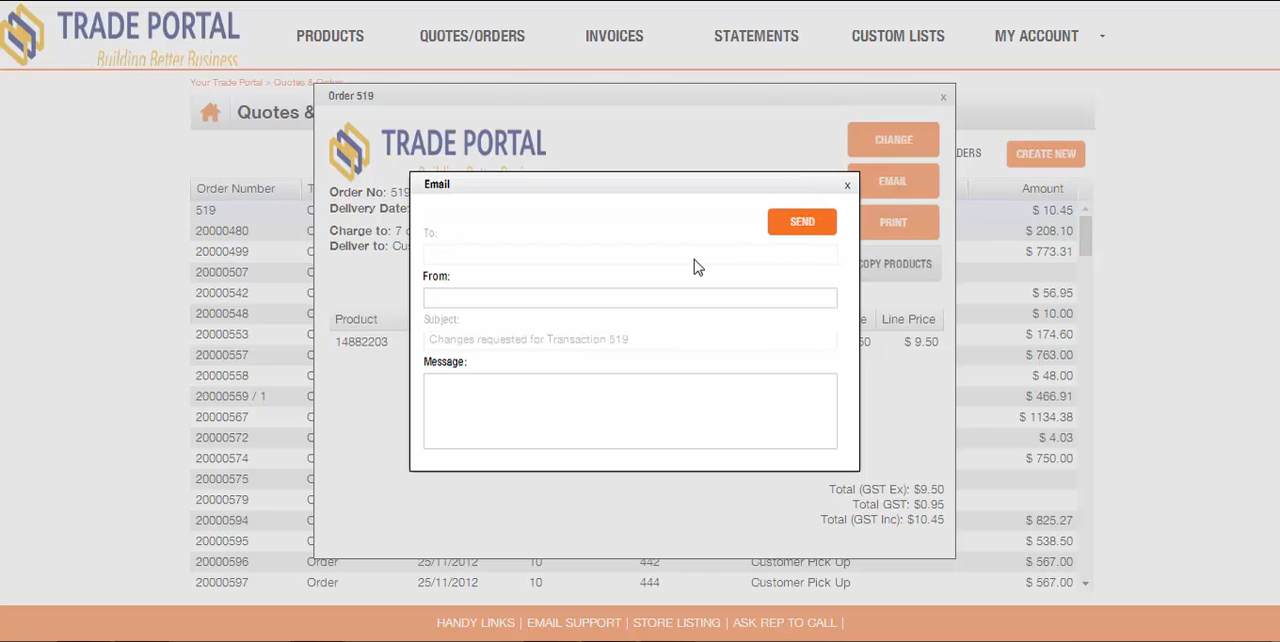 TRADE PORTAL
Building Better Business
PRODUCTS QUOTES/ORDERS INVOICES STATEMENTS CUSTOM LISTS MY ACCOUNT
Your Trade Portal > Quotes & Orders
Quotes &
CREATE NEW
Order 519 x
TRADE PORTAL
CHANGE
EMAIL
PRINT
COPY PRODUCTS
Order No: 519
Delivery Date:
Charge to: 7
Deliver to:
Product Line Price
14882203 $ 9.50
Total (GST Ex): $9.50
Total GST: $0.95
Total (GST Inc): $10.45
Email x
SEND
To:
From:
Subject:
Changes requested for Transaction 519
Message:
Order Number Amount
519 $ 10.45
20000480 $ 208.10
20000499 $ 773.31
20000507
20000542 $ 56.95
20000548 $ 10.00
20000553 $ 174.60
20000557 $ 763.00
20000558 $ 48.00
20000559 / 1 $ 466.91
20000567 $ 1134.38
20000572 $ 4.03
20000574 $ 750.00
20000575
20000579
20000594 $ 825.27
20000595 $ 538.50
20000596 Order 25/11/2012 10 442 Customer Pick Up $ 567.00
20000597 Order 25/11/2012 10 444 Customer Pick Up $ 567.00
HANDY LINKS | EMAIL SUPPORT | STORE LISTING | ASK REP TO CALL |